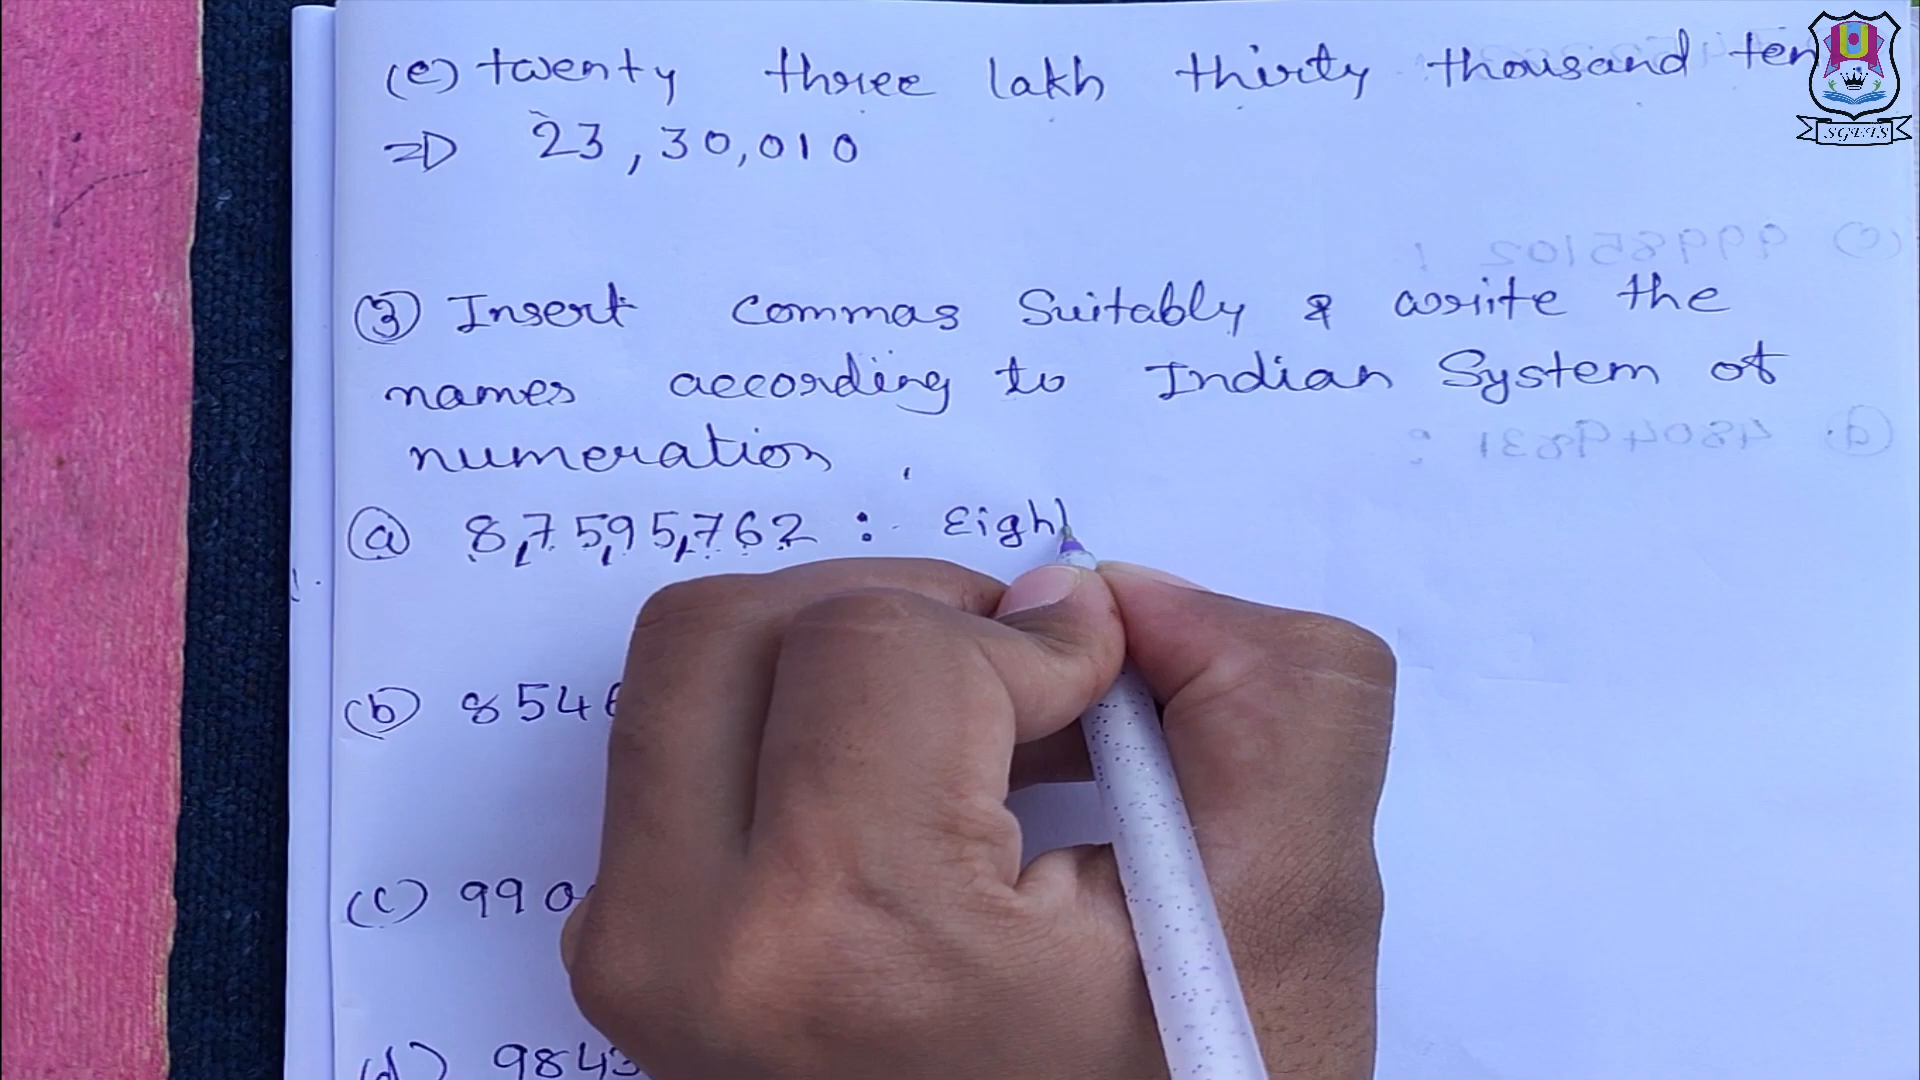 (e) twenty three lakh thirty thousand ten
⇒ 23,30,010
③ Insert commas Suitably & write the
names according to Indian System of
numeration.
ⓐ 8,75,95,762 : Eight
(b) 8546
(c) 990
(d) 9843
SGEIS